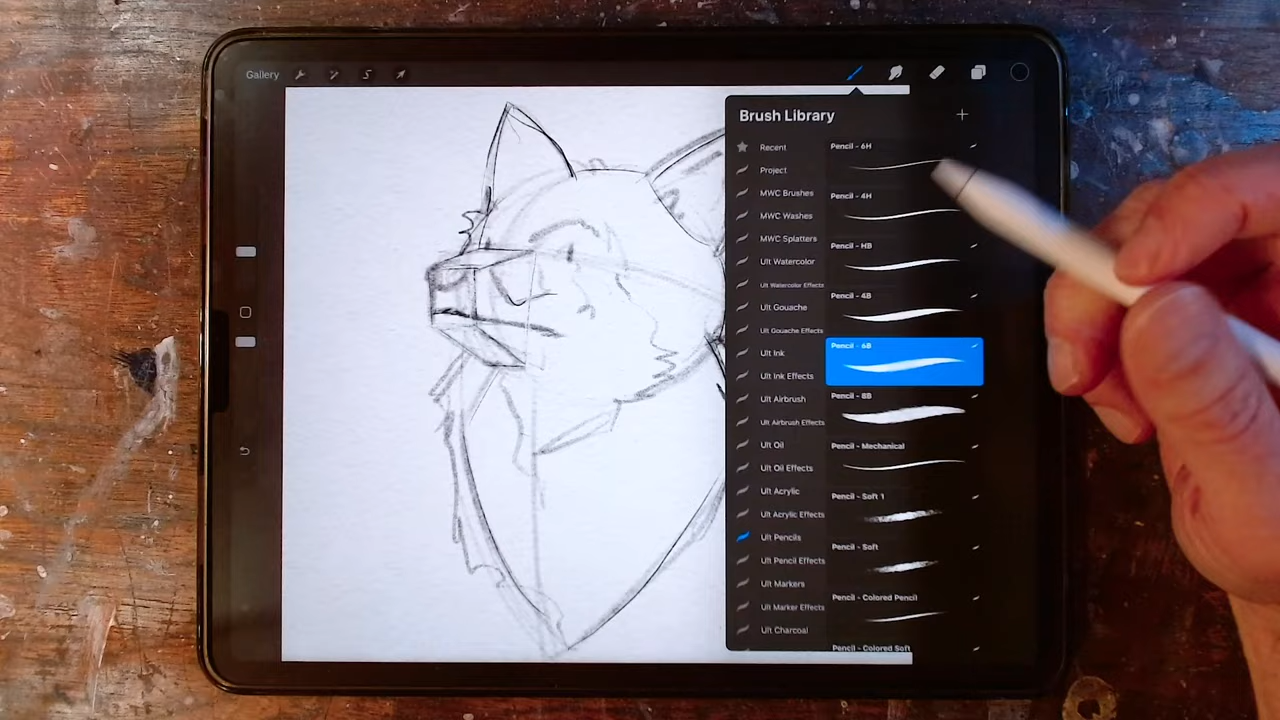 Gallery
Brush Library
Recent
Project
MWC Brushes
MWC Washes
MWC Splatters
Ult Watercolor
Ult Watercolor Effects
Ult Gouache
Ult Gouache Effects
Ult Ink
Ult Ink Effects
Ult Airbrush
Ult Airbrush Effects
Ult Oil
Ult Oil Effects
Ult Acrylic
Ult Acrylic Effects
Ult Pencils
Ult Pencil Effects
Ult Markers
Ult Marker Effects
Ult Charcoal
Pencil - 6H
Pencil - 4H
Pencil - HB
Pencil - 4B
Pencil - 6B
Pencil - 8B
Pencil - Mechanical
Pencil - Soft 1
Pencil - Soft
Pencil - Colored Pencil
Pencil - Colored Soft